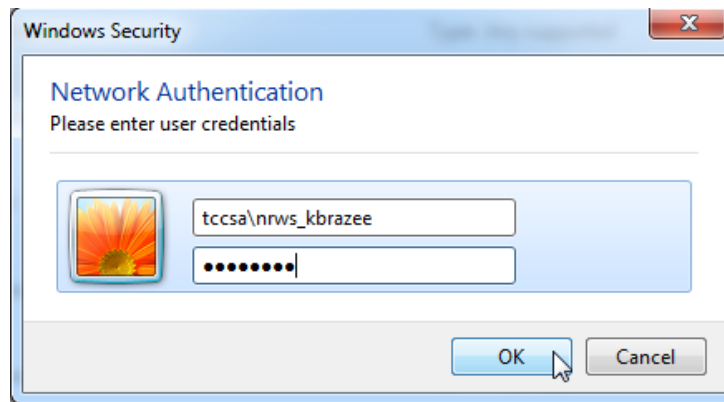 Windows Security
Network Authentication
Please enter user credentials
tccsa\nrws_kbrazee
●●●●●●●●
OK
Cancel